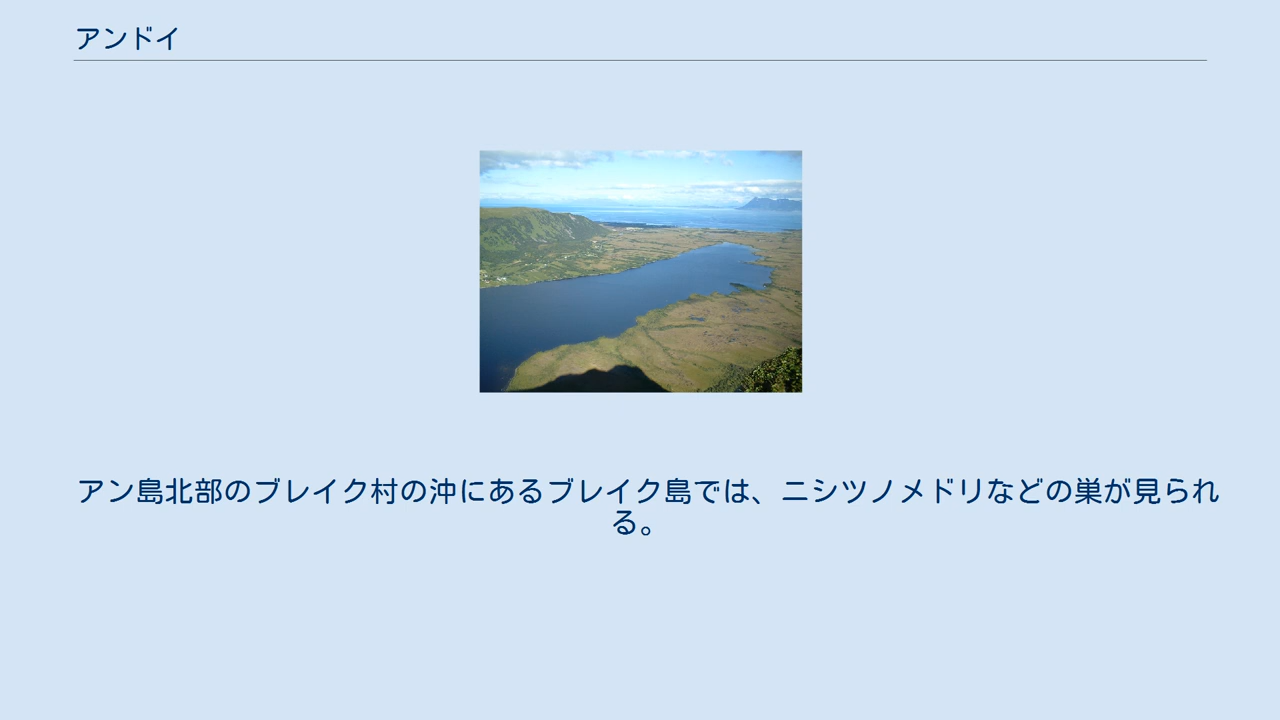 アンドイ
アン島北部のブレイク村の沖にあるブレイク島では、ニシツノメドリなどの巣が見られ
る。